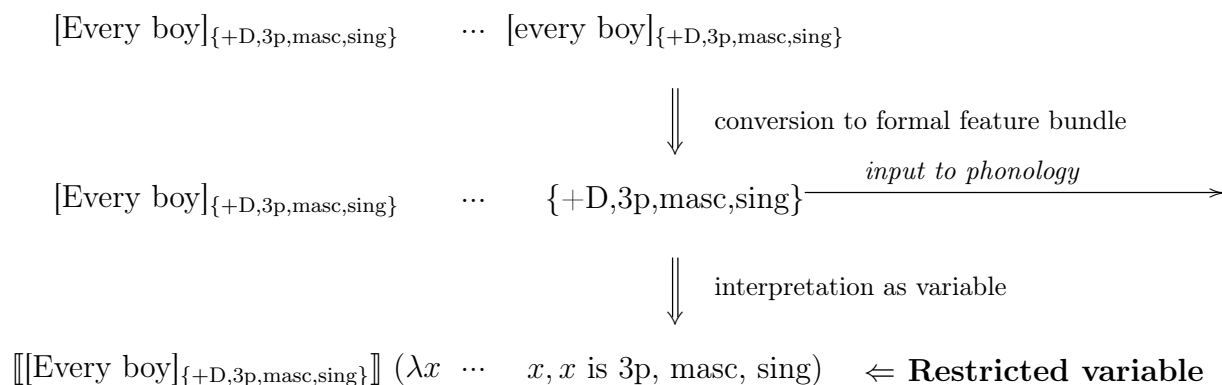 [Every boy]{+D,3p,masc,sing} ··· [every boy]{+D,3p,masc,sing}
conversion to formal feature bundle
[Every boy]{+D,3p,masc,sing} ··· {+D,3p,masc,sing} input to phonology
interpretation as variable
⟦[Every boy]{+D,3p,masc,sing}⟧ (λx ··· x, x is 3p, masc, sing) ⇐ Restricted variable